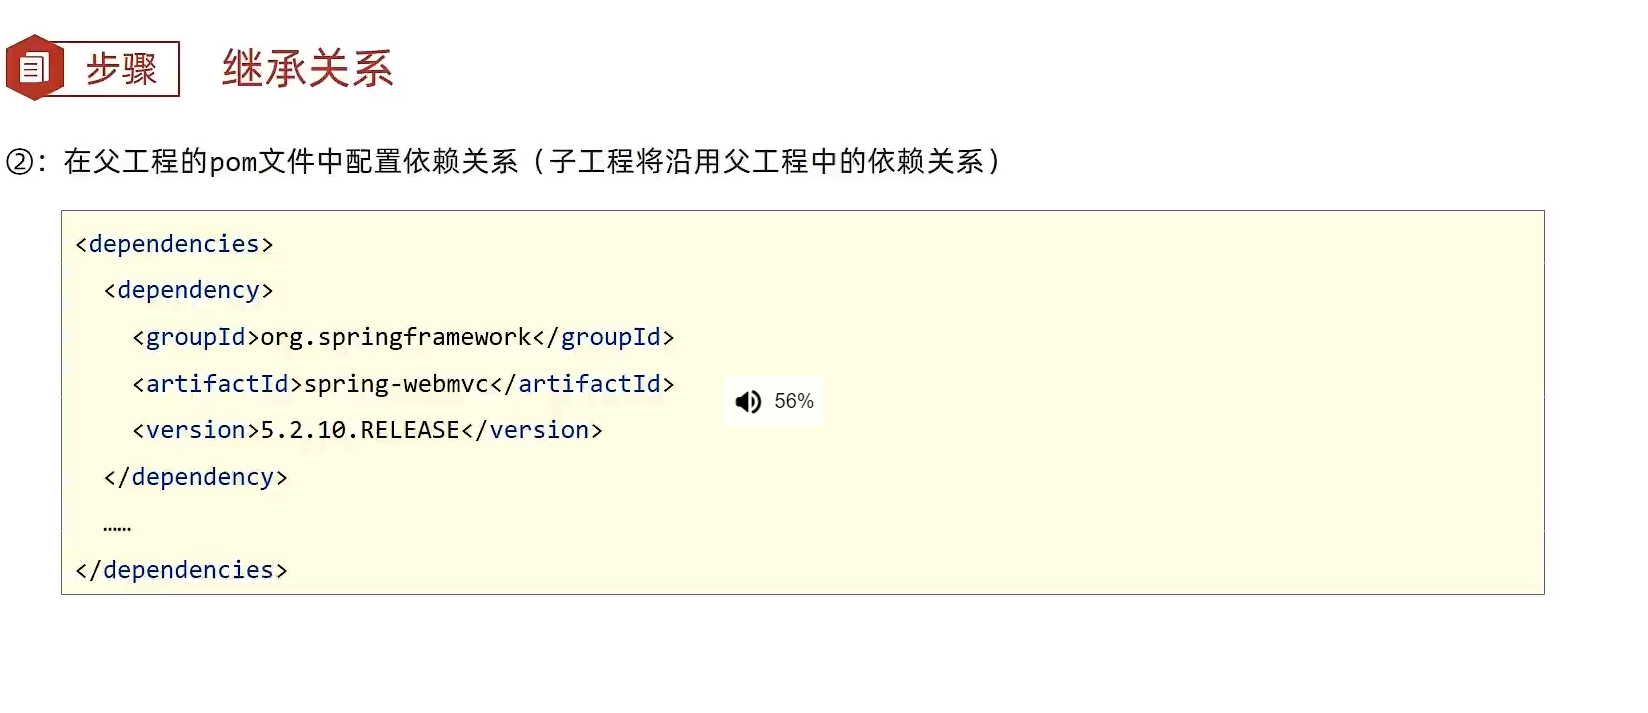 步骤 继承关系
②：在父工程的pom文件中配置依赖关系（子工程将沿用父工程中的依赖关系）
<dependencies>
<dependency>
<groupId>org.springframework</groupId>
<artifactId>spring-webmvc</artifactId>
56%
<version>5.2.10.RELEASE</version>
</dependency>
……
</dependencies>